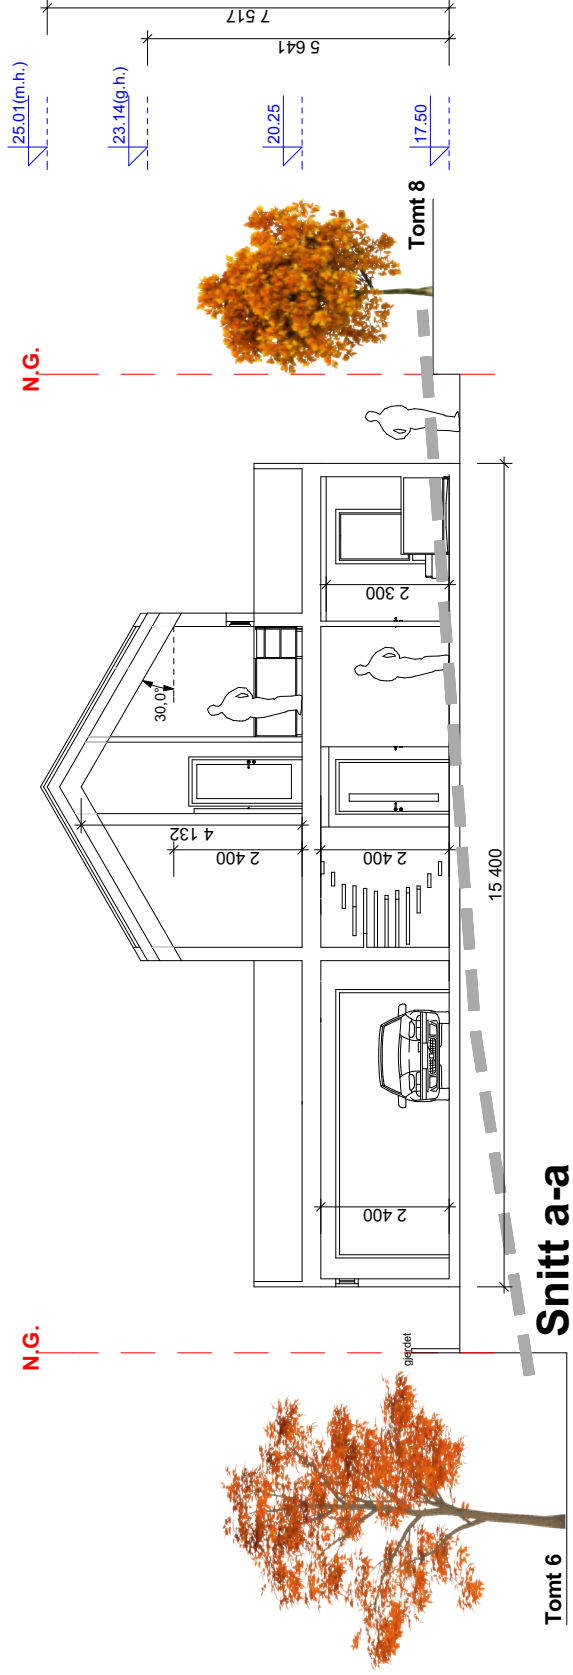 N.G.
N.G.
25.01(m.h.)
23.14(g.h.)
20.25
17.50
7 517
5 641
30,0°
4 132
2 400
2 400
2 300
2 400
gjerdet
15 400
Tomt 6
Tomt 8
Snitt a-a